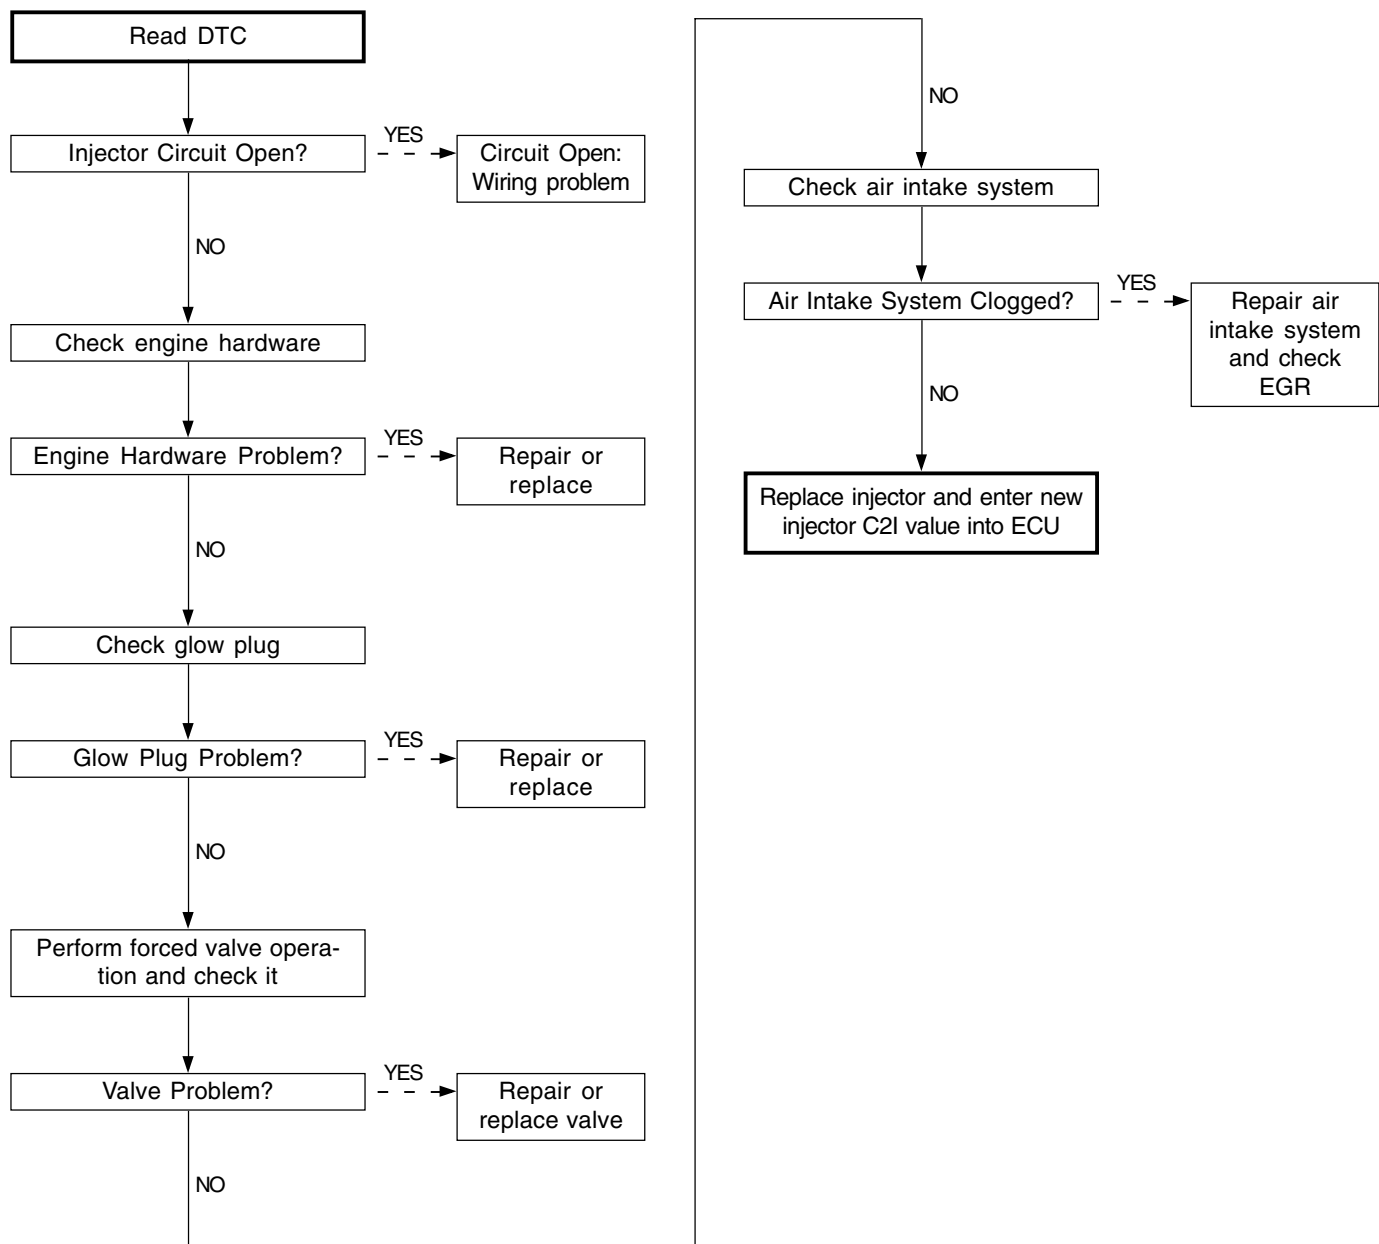 Read DTC
Injector Circuit Open?
YES
Circuit Open:
Wiring problem
NO
Check engine hardware
Engine Hardware Problem?
YES
Repair or
replace
NO
Check glow plug
Glow Plug Problem?
YES
Repair or
replace
NO
Perform forced valve opera-
tion and check it
Valve Problem?
YES
Repair or
replace valve
NO
NO
Check air intake system
Air Intake System Clogged?
YES
Repair air
intake system
and check
EGR
NO
Replace injector and enter new
injector C2I value into ECU